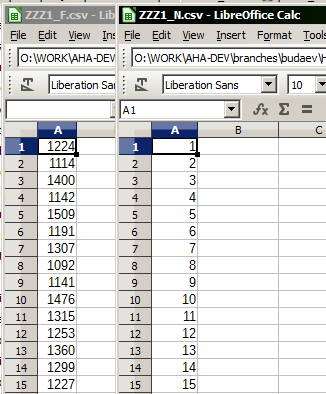 ZZZ1_F.csv - LibreOffice
ZZZ1_N.csv - LibreOffice Calc
File Edit View Insert
File Edit View Insert Format Tools
O:\WORK\AHA-DEV
O:\WORK\AHA-DEV\branches\budaev\H
Liberation Sans
Liberation Sans 10
A1 fx Σ =
A
A B C
1 1224
2 1114
3 1400
4 1142
5 1509
6 1191
7 1307
8 1092
9 1141
10 1476
11 1315
12 1253
13 1360
14 1299
15 1227
1 1
2 2
3 3
4 4
5 5
6 6
7 7
8 8
9 9
10 10
11 11
12 12
13 13
14 14
15 15